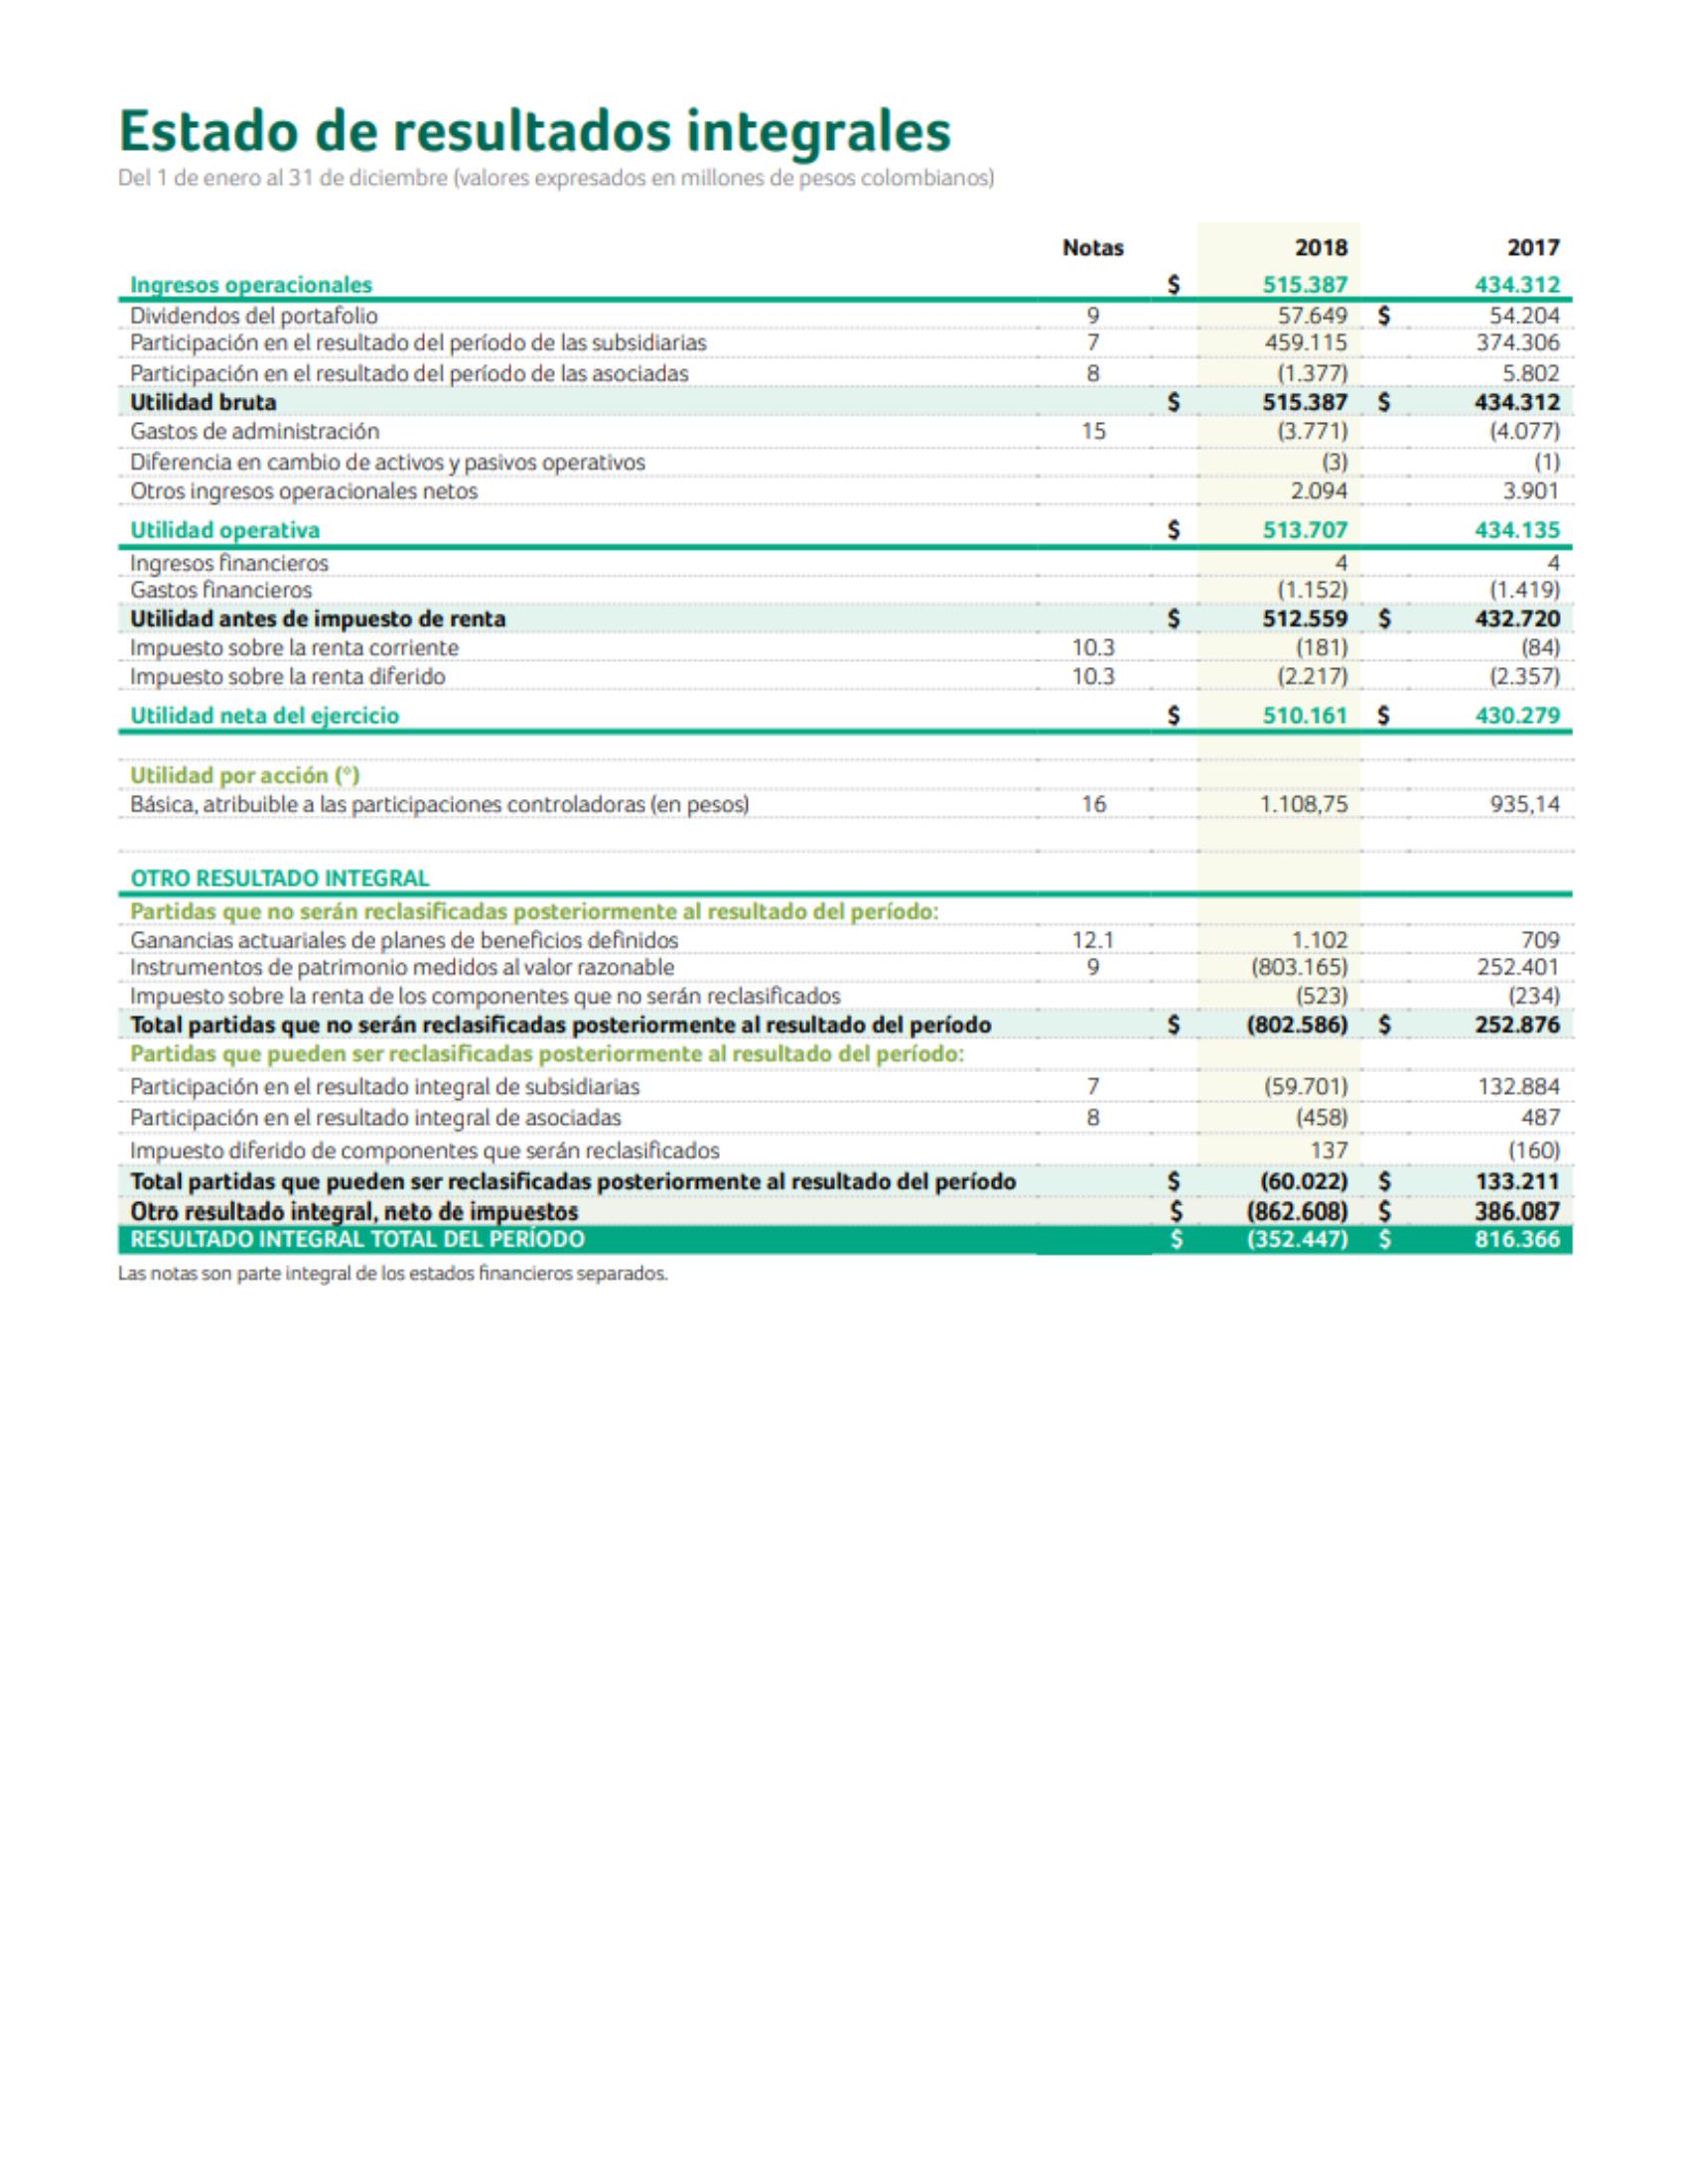 Estado de resultados integrales
Del 1 de enero al 31 de diciembre (valores expresados en millones de pesos colombianos)
Notas 2018 2017
Ingresos operacionales $ 515.387 434.312
Dividendos del portafolio 9 57.649 $ 54.204
Participación en el resultado del período de las subsidiarias 7 459.115 374.306
Participación en el resultado del período de las asociadas 8 (1.377) 5.802
Utilidad bruta $ 515.387 $ 434.312
Gastos de administración 15 (3.771) (4.077)
Diferencia en cambio de activos y pasivos operativos (3) (1)
Otros ingresos operacionales netos 2.094 3.901
Utilidad operativa $ 513.707 434.135
Ingresos financieros 4 4
Gastos financieros (1.152) (1.419)
Utilidad antes de impuesto de renta $ 512.559 $ 432.720
Impuesto sobre la renta corriente 10.3 (181) (84)
Impuesto sobre la renta diferido 10.3 (2.217) (2.357)
Utilidad neta del ejercicio $ 510.161 $ 430.279
Utilidad por acción (°)
Básica, atribuible a las participaciones controladoras (en pesos) 16 1.108,75 935,14
OTRO RESULTADO INTEGRAL
Partidas que no serán reclasificadas posteriormente al resultado del período:
Ganancias actuariales de planes de beneficios definidos 12.1 1.102 709
Instrumentos de patrimonio medidos al valor razonable 9 (803.165) 252.401
Impuesto sobre la renta de los componentes que no serán reclasificados (523) (234)
Total partidas que no serán reclasificadas posteriormente al resultado del período $ (802.586) $ 252.876
Partidas que pueden ser reclasificadas posteriormente al resultado del período:
Participación en el resultado integral de subsidiarias 7 (59.701) 132.884
Participación en el resultado integral de asociadas 8 (458) 487
Impuesto diferido de componentes que serán reclasificados 137 (160)
Total partidas que pueden ser reclasificadas posteriormente al resultado del período $ (60.022) $ 133.211
Otro resultado integral, neto de impuestos $ (862.608) $ 386.087
RESULTADO INTEGRAL TOTAL DEL PERÍODO $ (352.447) $ 816.366
Las notas son parte integral de los estados financieros separados.